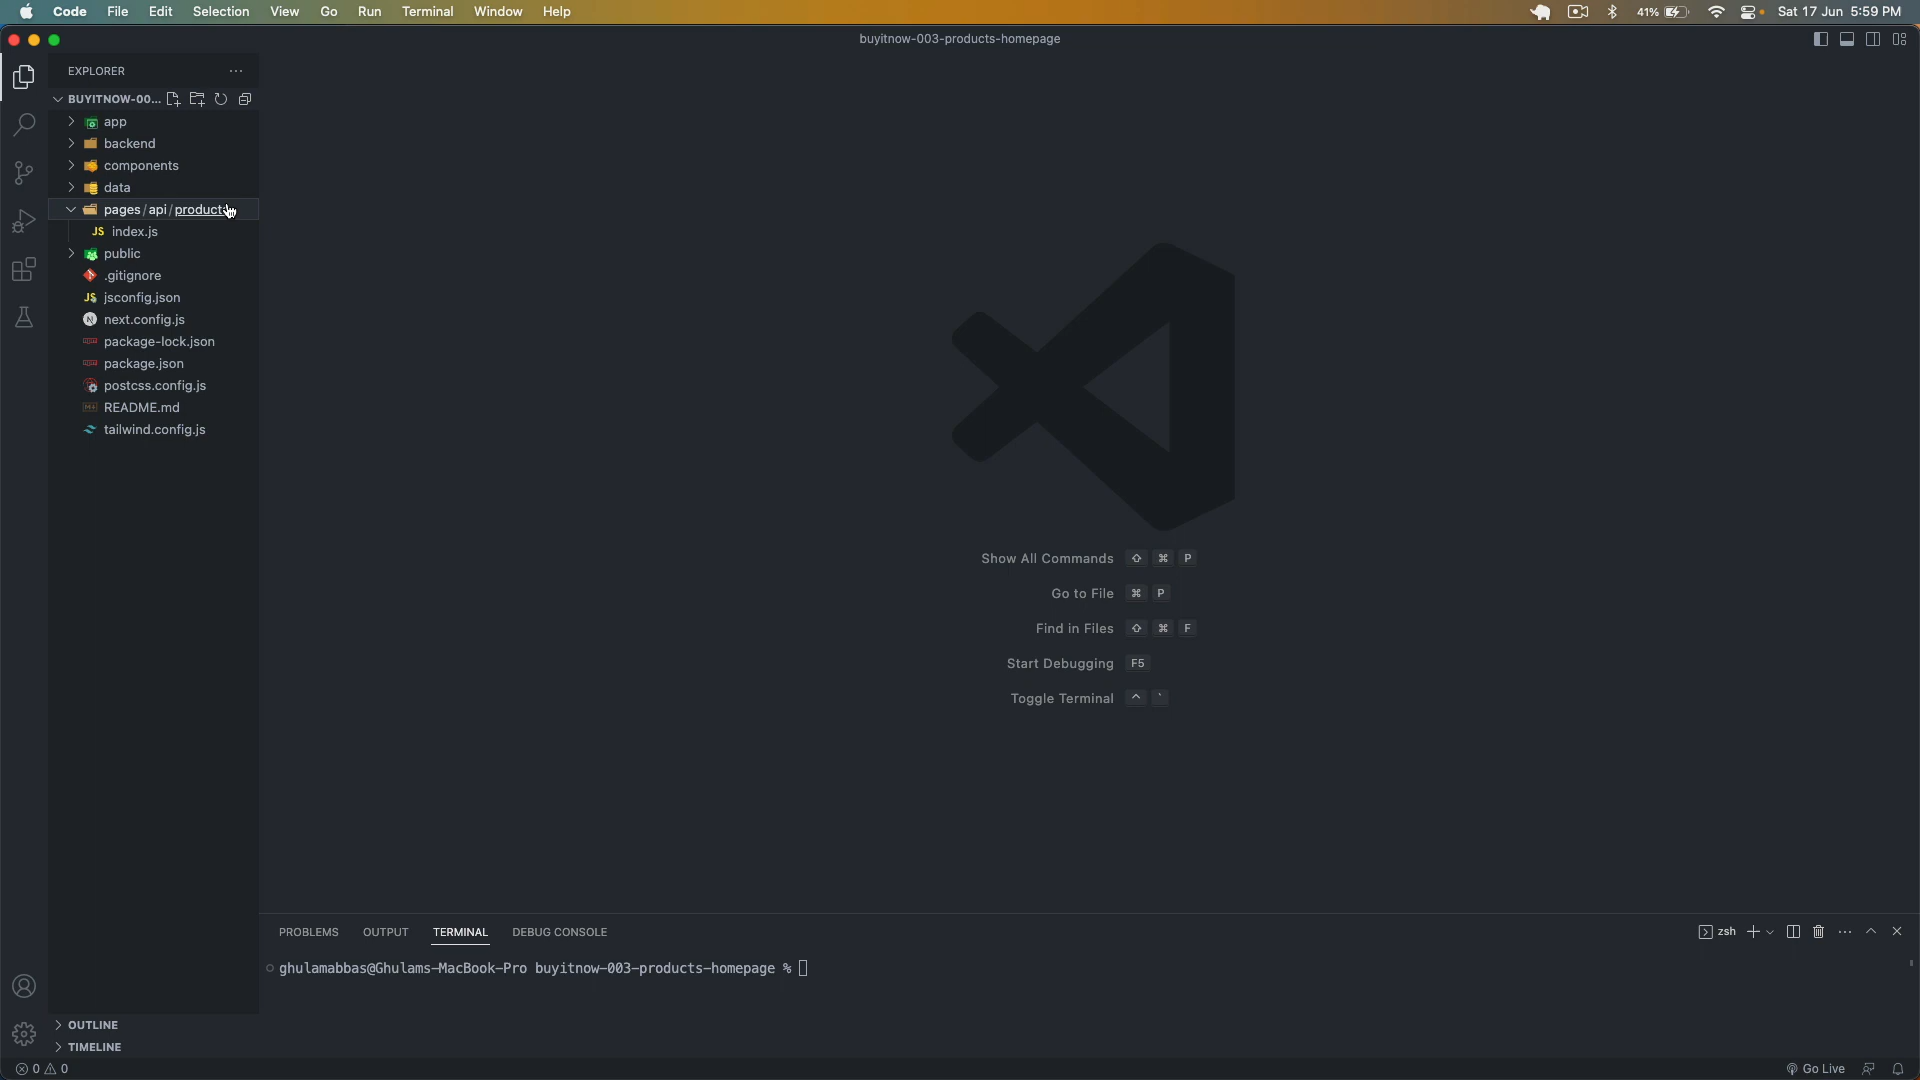 Code File Edit Selection View Go Run Terminal Window Help 41% Sat 17 Jun 5:59 PM
buyitnow-003-products-homepage
EXPLORER
BUYITNOW-00...
app
backend
components
data
pages/api/products
JS index.js
public
.gitignore
JS jsconfig.json
N next.config.js
package-lock.json
package.json
postcss.config.js
README.md
tailwind.config.js
Show All Commands ⇧ ⌘ P
Go to File ⌘ P
Find in Files ⇧ ⌘ F
Start Debugging F5
Toggle Terminal ^ `
PROBLEMS OUTPUT TERMINAL DEBUG CONSOLE zsh
ghulamabbas@Ghulams-MacBook-Pro buyitnow-003-products-homepage %
OUTLINE
TIMELINE
0 0 Go Live